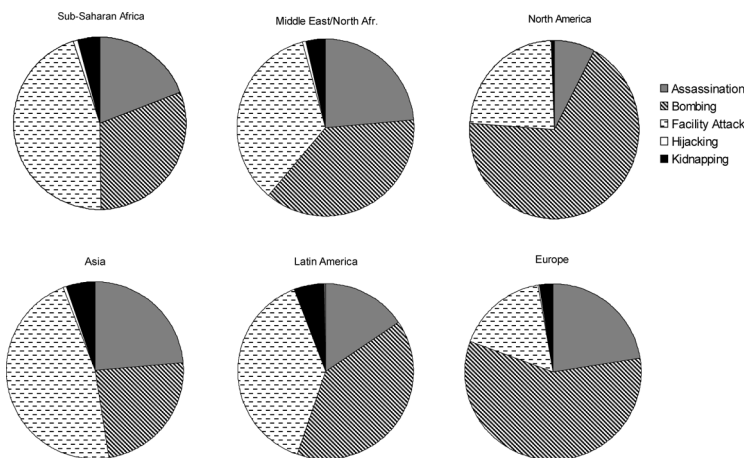 Sub-Saharan Africa
Middle East/North Afr.
North America
Assassination
Bombing
Facility Attack
Hijacking
Kidnapping
Asia
Latin America
Europe